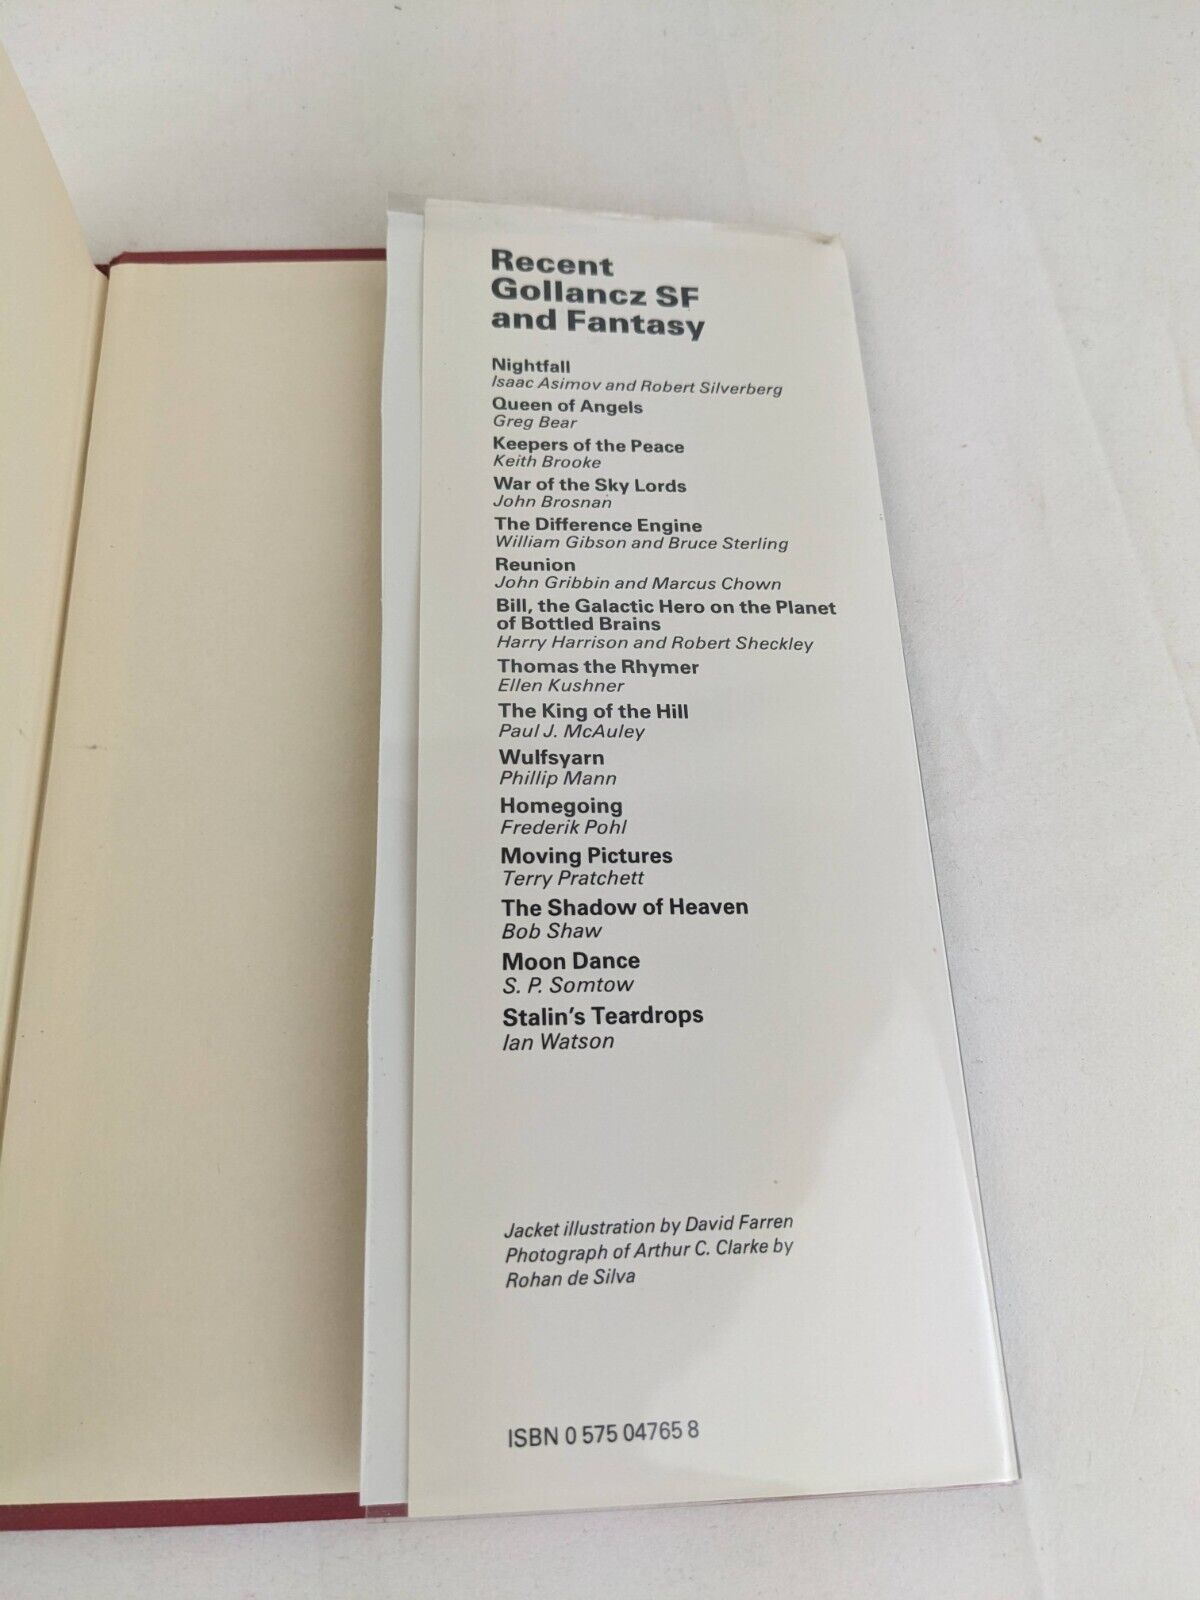 Recent
Gollancz SF
and Fantasy
Nightfall
Isaac Asimov and Robert Silverberg
Queen of Angels
Greg Bear
Keepers of the Peace
Keith Brooke
War of the Sky Lords
John Brosnan
The Difference Engine
William Gibson and Bruce Sterling
Reunion
John Gribbin and Marcus Chown
Bill, the Galactic Hero on the Planet
of Bottled Brains
Harry Harrison and Robert Sheckley
Thomas the Rhymer
Ellen Kushner
The King of the Hill
Paul J. McAuley
Wulfsyarn
Phillip Mann
Homegoing
Frederik Pohl
Moving Pictures
Terry Pratchett
The Shadow of Heaven
Bob Shaw
Moon Dance
S. P. Somtow
Stalin's Teardrops
Ian Watson
Jacket illustration by David Farren
Photograph of Arthur C. Clarke by
Rohan de Silva
ISBN 0 575 04765 8